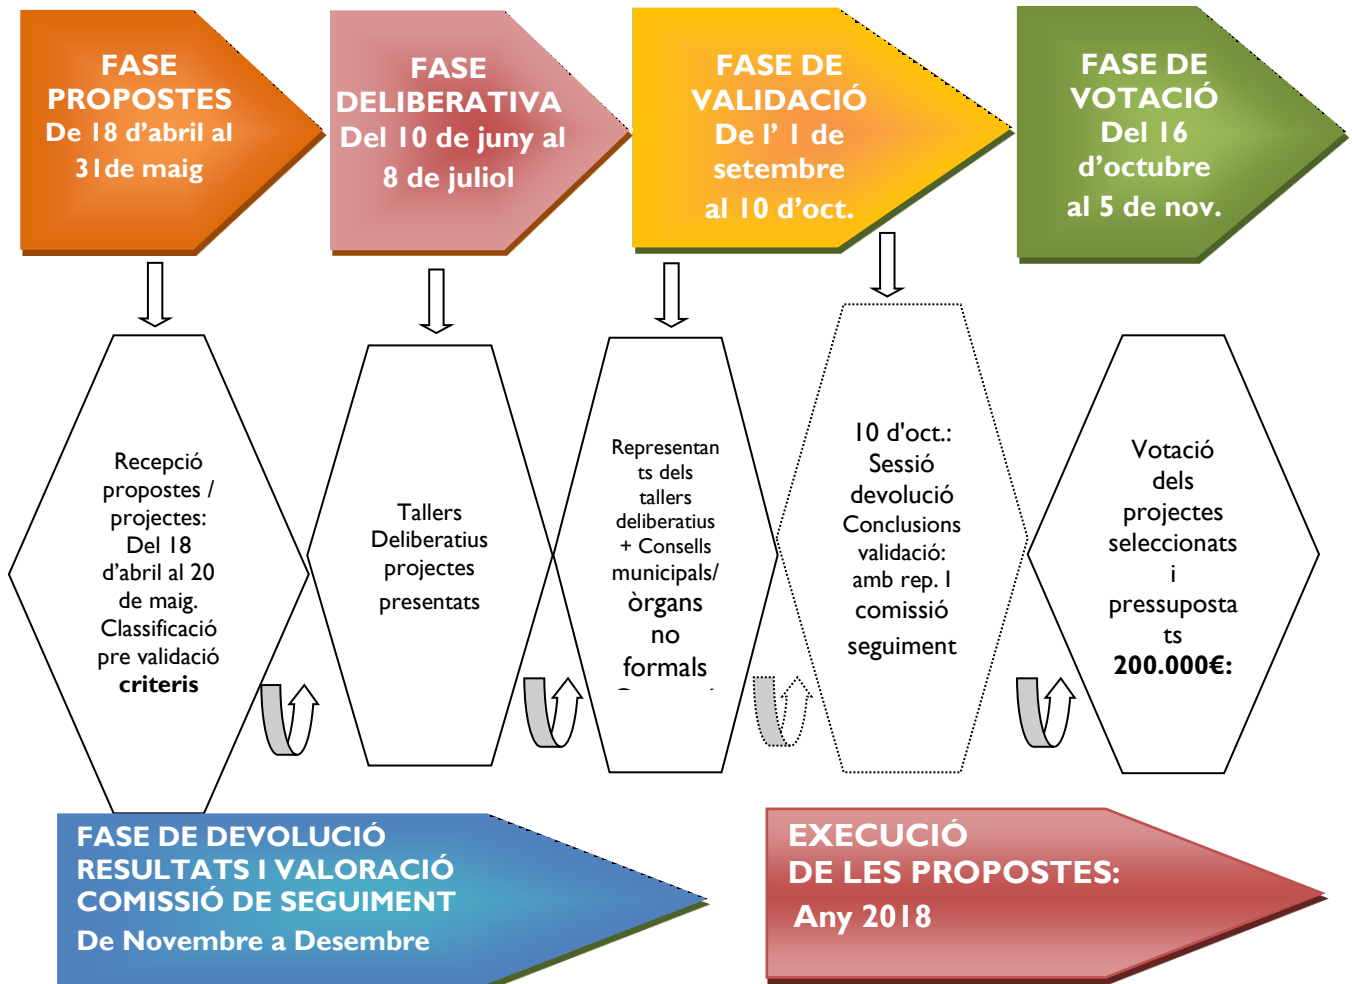 FASE
PROPOSTES
De 18 d'abril al
31de maig
FASE
DELIBERATIVA
Del 10 de juny al
8 de juliol
FASE DE
VALIDACIÓ
De l' 1 de
setembre
al 10 d'oct.
FASE DE
VOTACIÓ
Del 16
d'octubre
al 5 de nov.
Recepció
propostes /
projectes:
Del 18
d'abril al 20
de maig.
Classificació
pre validació
criteris
Tallers
Deliberatius
projectes
presentats
Representan
ts dels
tallers
deliberatius
+ Consells
municipals/
òrgans
no
formals
10 d'oct.:
Sessió
devolució
Conclusions
validació:
amb rep. I
comissió
seguiment
Votació
dels
projectes
seleccionats
i
pressuposta
ts
200.000€:
FASE DE DEVOLUCIÓ
RESULTATS I VALORACIÓ
COMISSIÓ DE SEGUIMENT
De Novembre a Desembre
EXECUCIÓ
DE LES PROPOSTES:
Any 2018